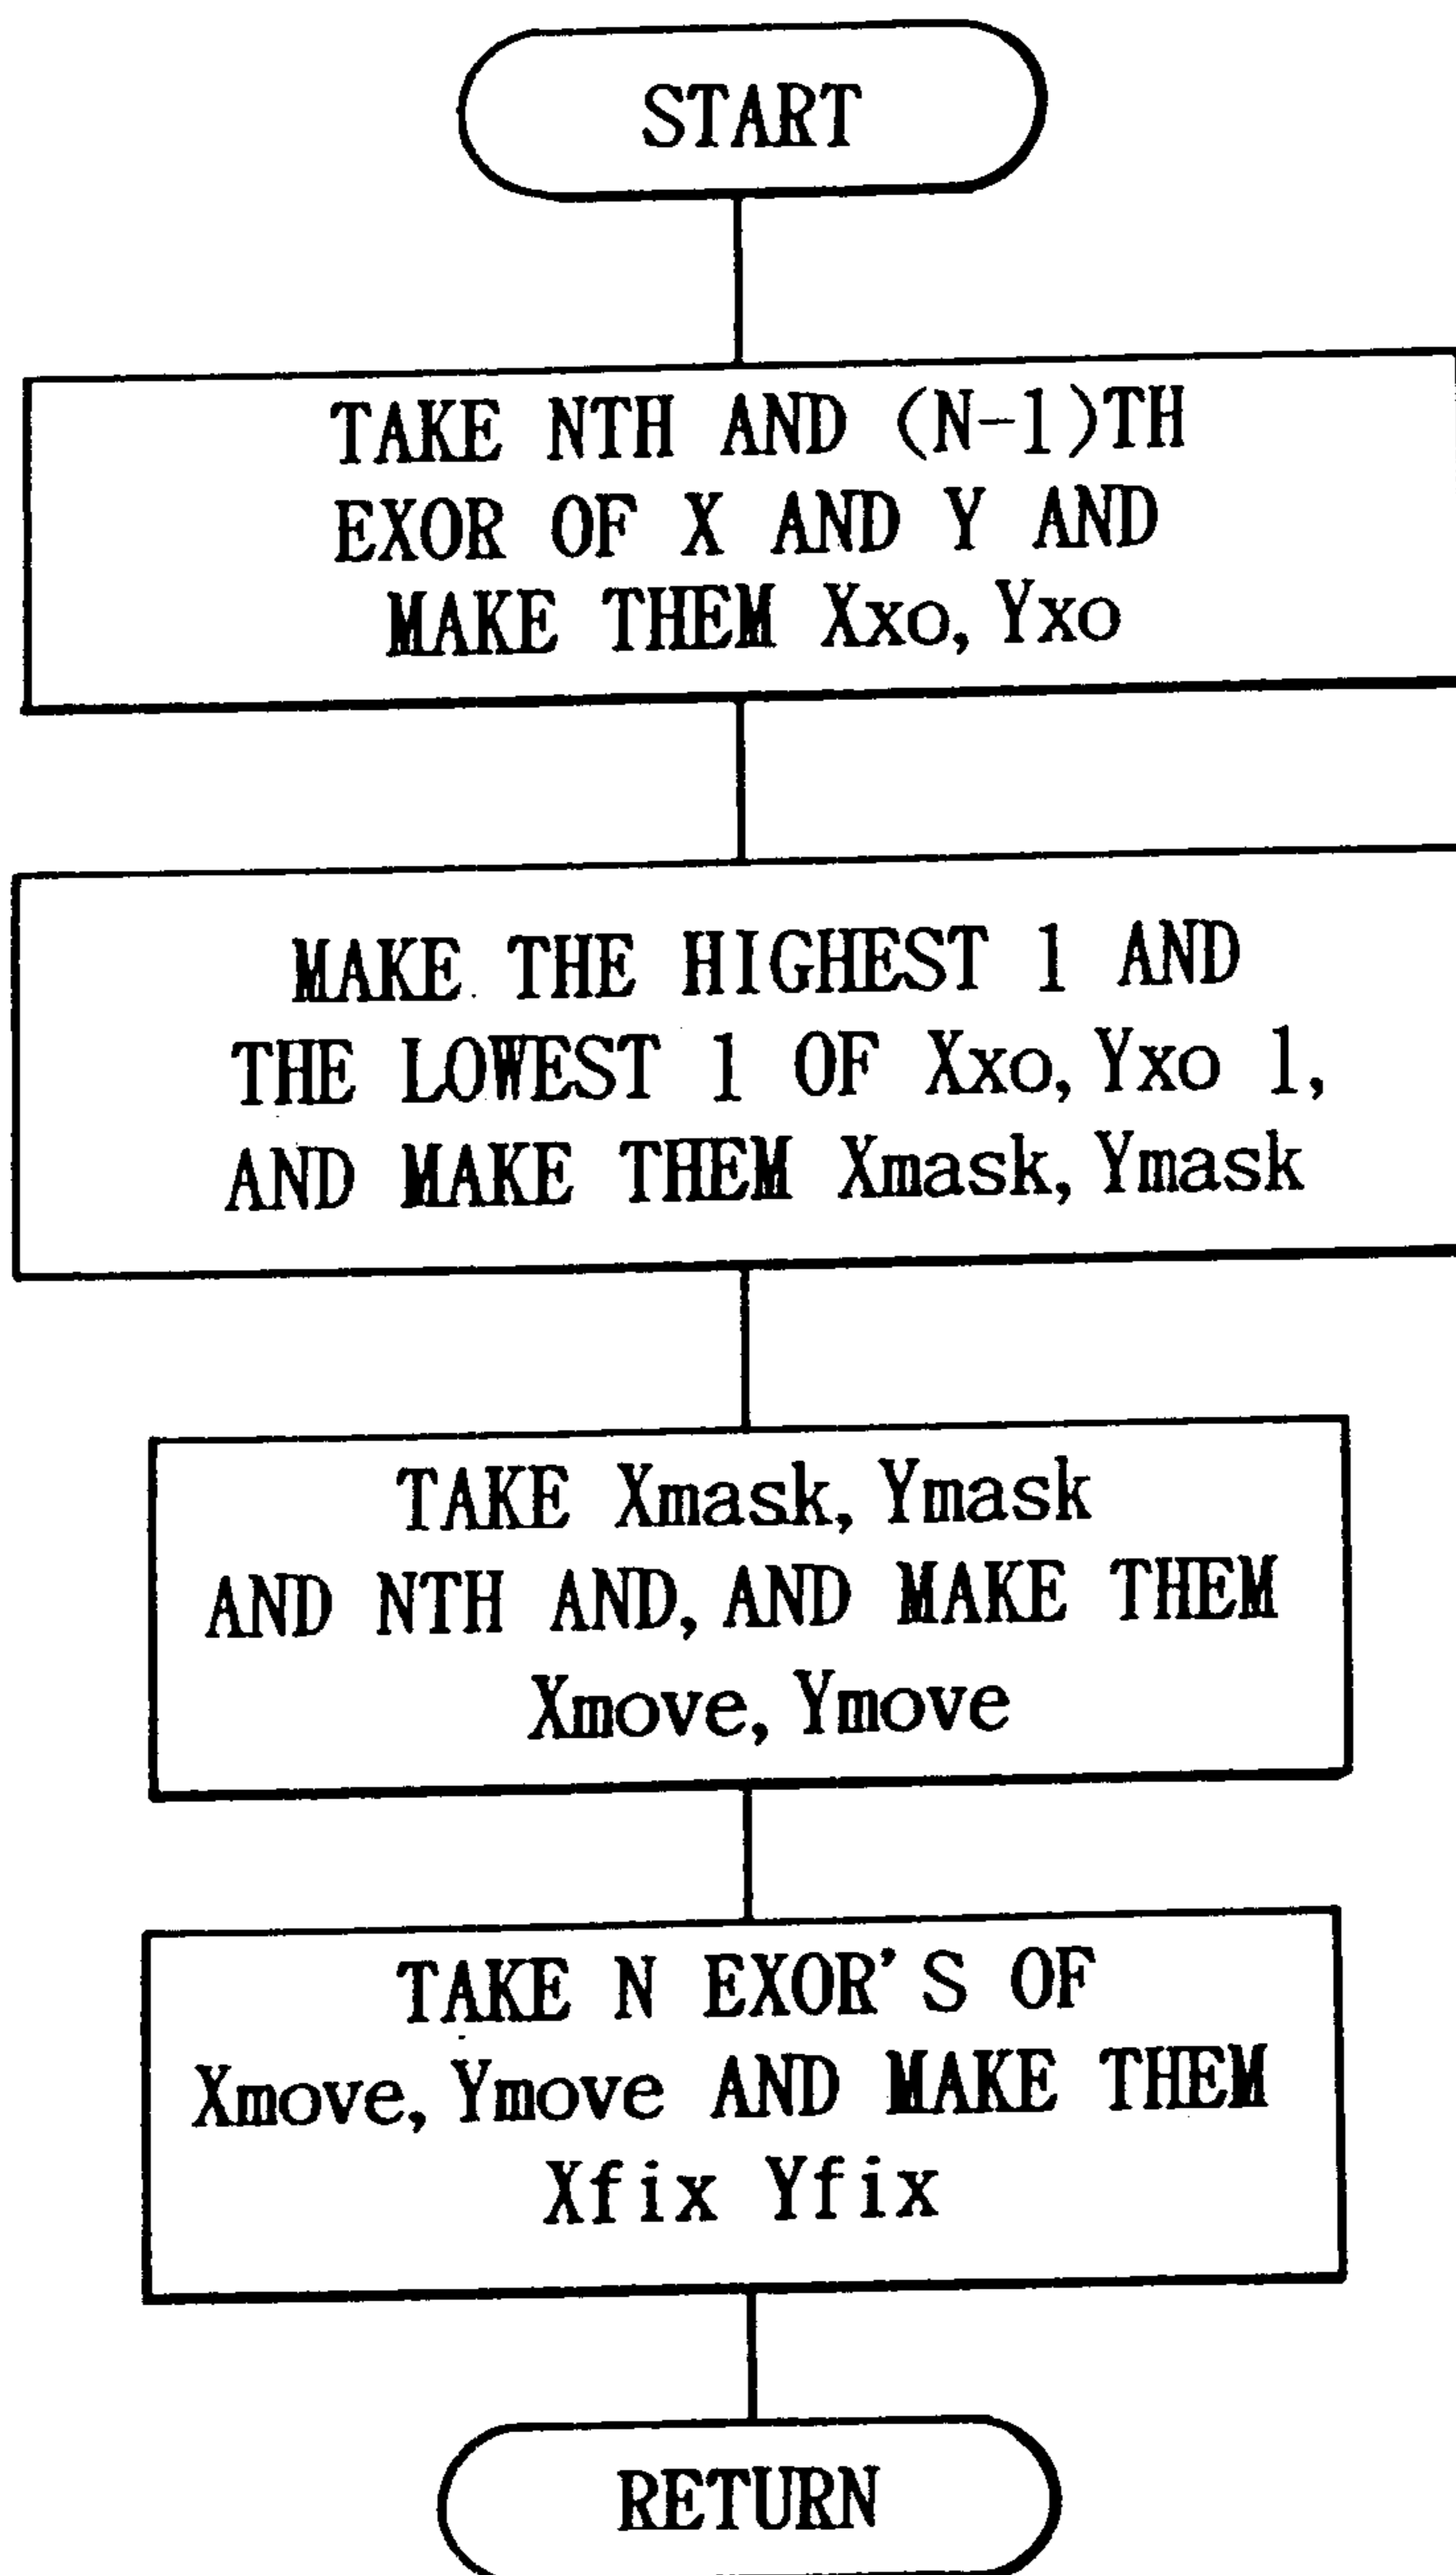 START
TAKE NTH AND (N-1)TH
EXOR OF X AND Y AND
MAKE THEM Xxo, Yxo
MAKE THE HIGHEST 1 AND
THE LOWEST 1 OF Xxo, Yxo 1,
AND MAKE THEM Xmask, Ymask
TAKE Xmask, Ymask
AND NTH AND, AND MAKE THEM
Xmove, Ymove
TAKE N EXOR'S OF
Xmove, Ymove AND MAKE THEM
Xfix Yfix
RETURN